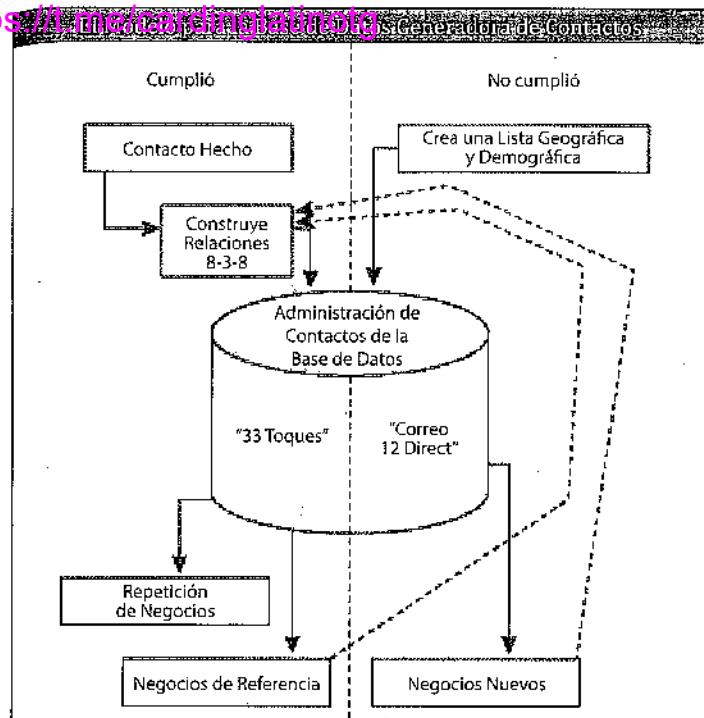 s://t.me/cardinglatinotg
s Generadora de Contactos
Cumplió
No cumplió
Contacto Hecho
Crea una Lista Geográfica
y Demográfica
Construye
Relaciones
8-3-8
Administración de
Contactos de la
Base de Datos
"33 Toques"
"Correo
12 Direct"
Repetición
de Negocios
Negocios de Referencia
Negocios Nuevos